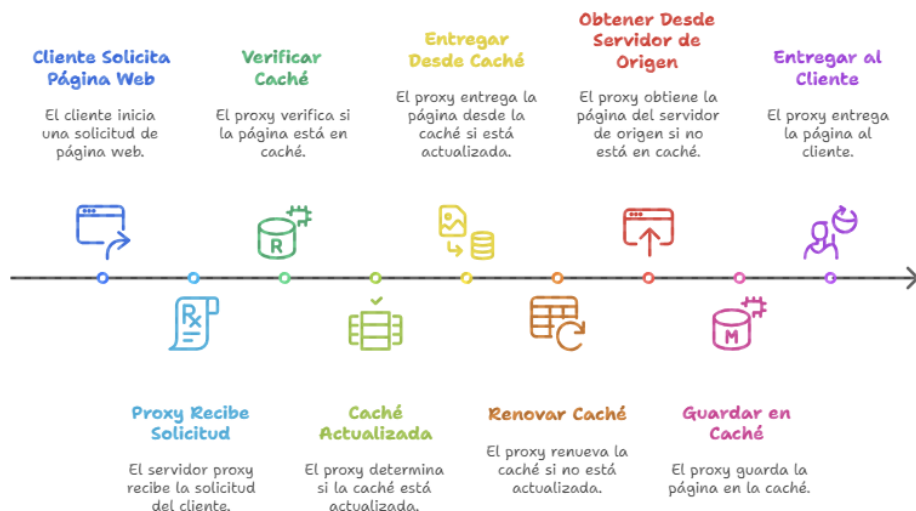 Cliente Solicita
Página Web
El cliente inicia
una solicitud de
página web.
Verificar
Caché
El proxy verifica si
la página está en
caché.
Entregar
Desde Caché
El proxy entrega la
página desde la
caché si está
actualizada.
Obtener Desde
Servidor de
Origen
El proxy obtiene la
página del servidor
de origen si no
está en caché.
Entregar al
Cliente
El proxy entrega
la página al
cliente.
R
Rx
M
Proxy Recibe
Solicitud
El servidor proxy
recibe la solicitud
del cliente.
Caché
Actualizada
El proxy determina
si la caché está
actualizada.
Renovar Caché
El proxy renueva la
caché si no está
actualizada.
Guardar en
Caché
El proxy guarda la
página en la caché.